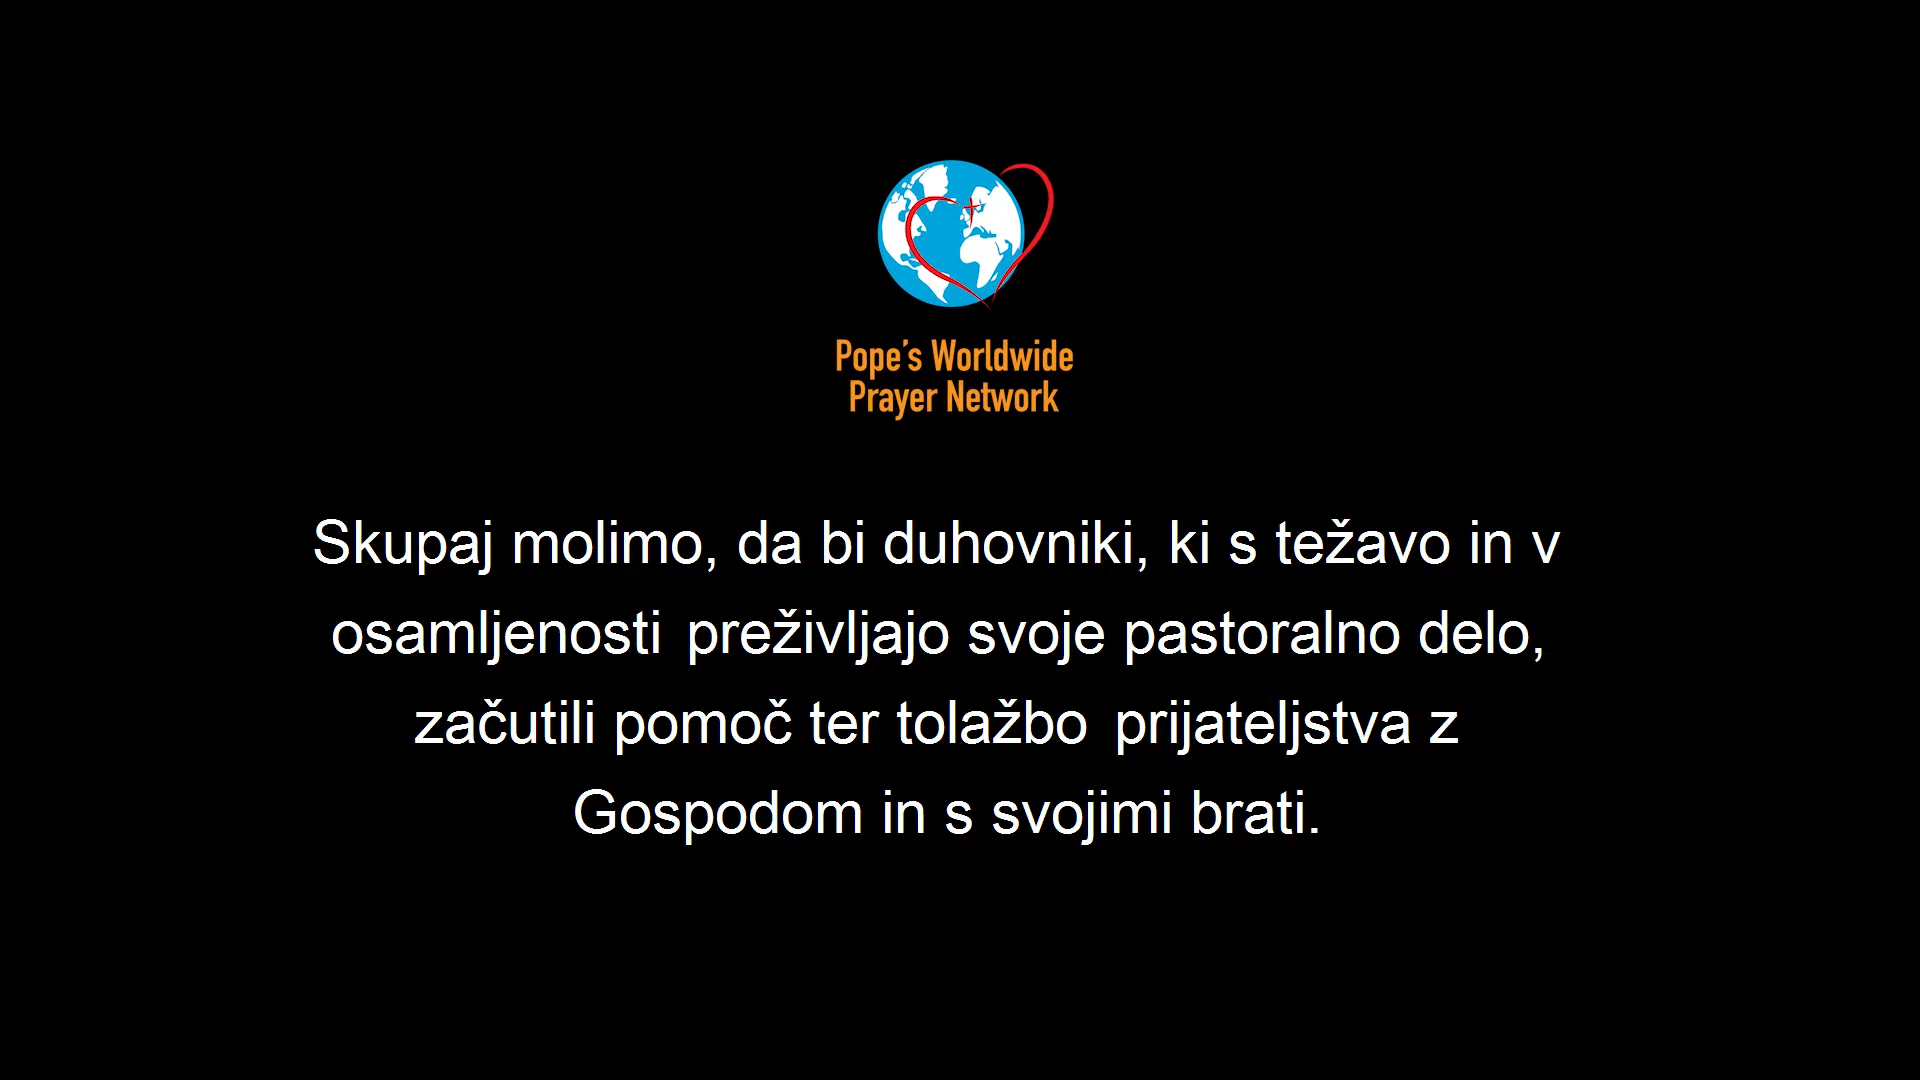 Pope's Worldwide
Prayer Network
Skupaj molimo, da bi duhovniki, ki s težavo in v
osamljenosti preživljajo svoje pastoralno delo,
začutili pomoč ter tolažbo prijateljstva z
Gospodom in s svojimi brati.